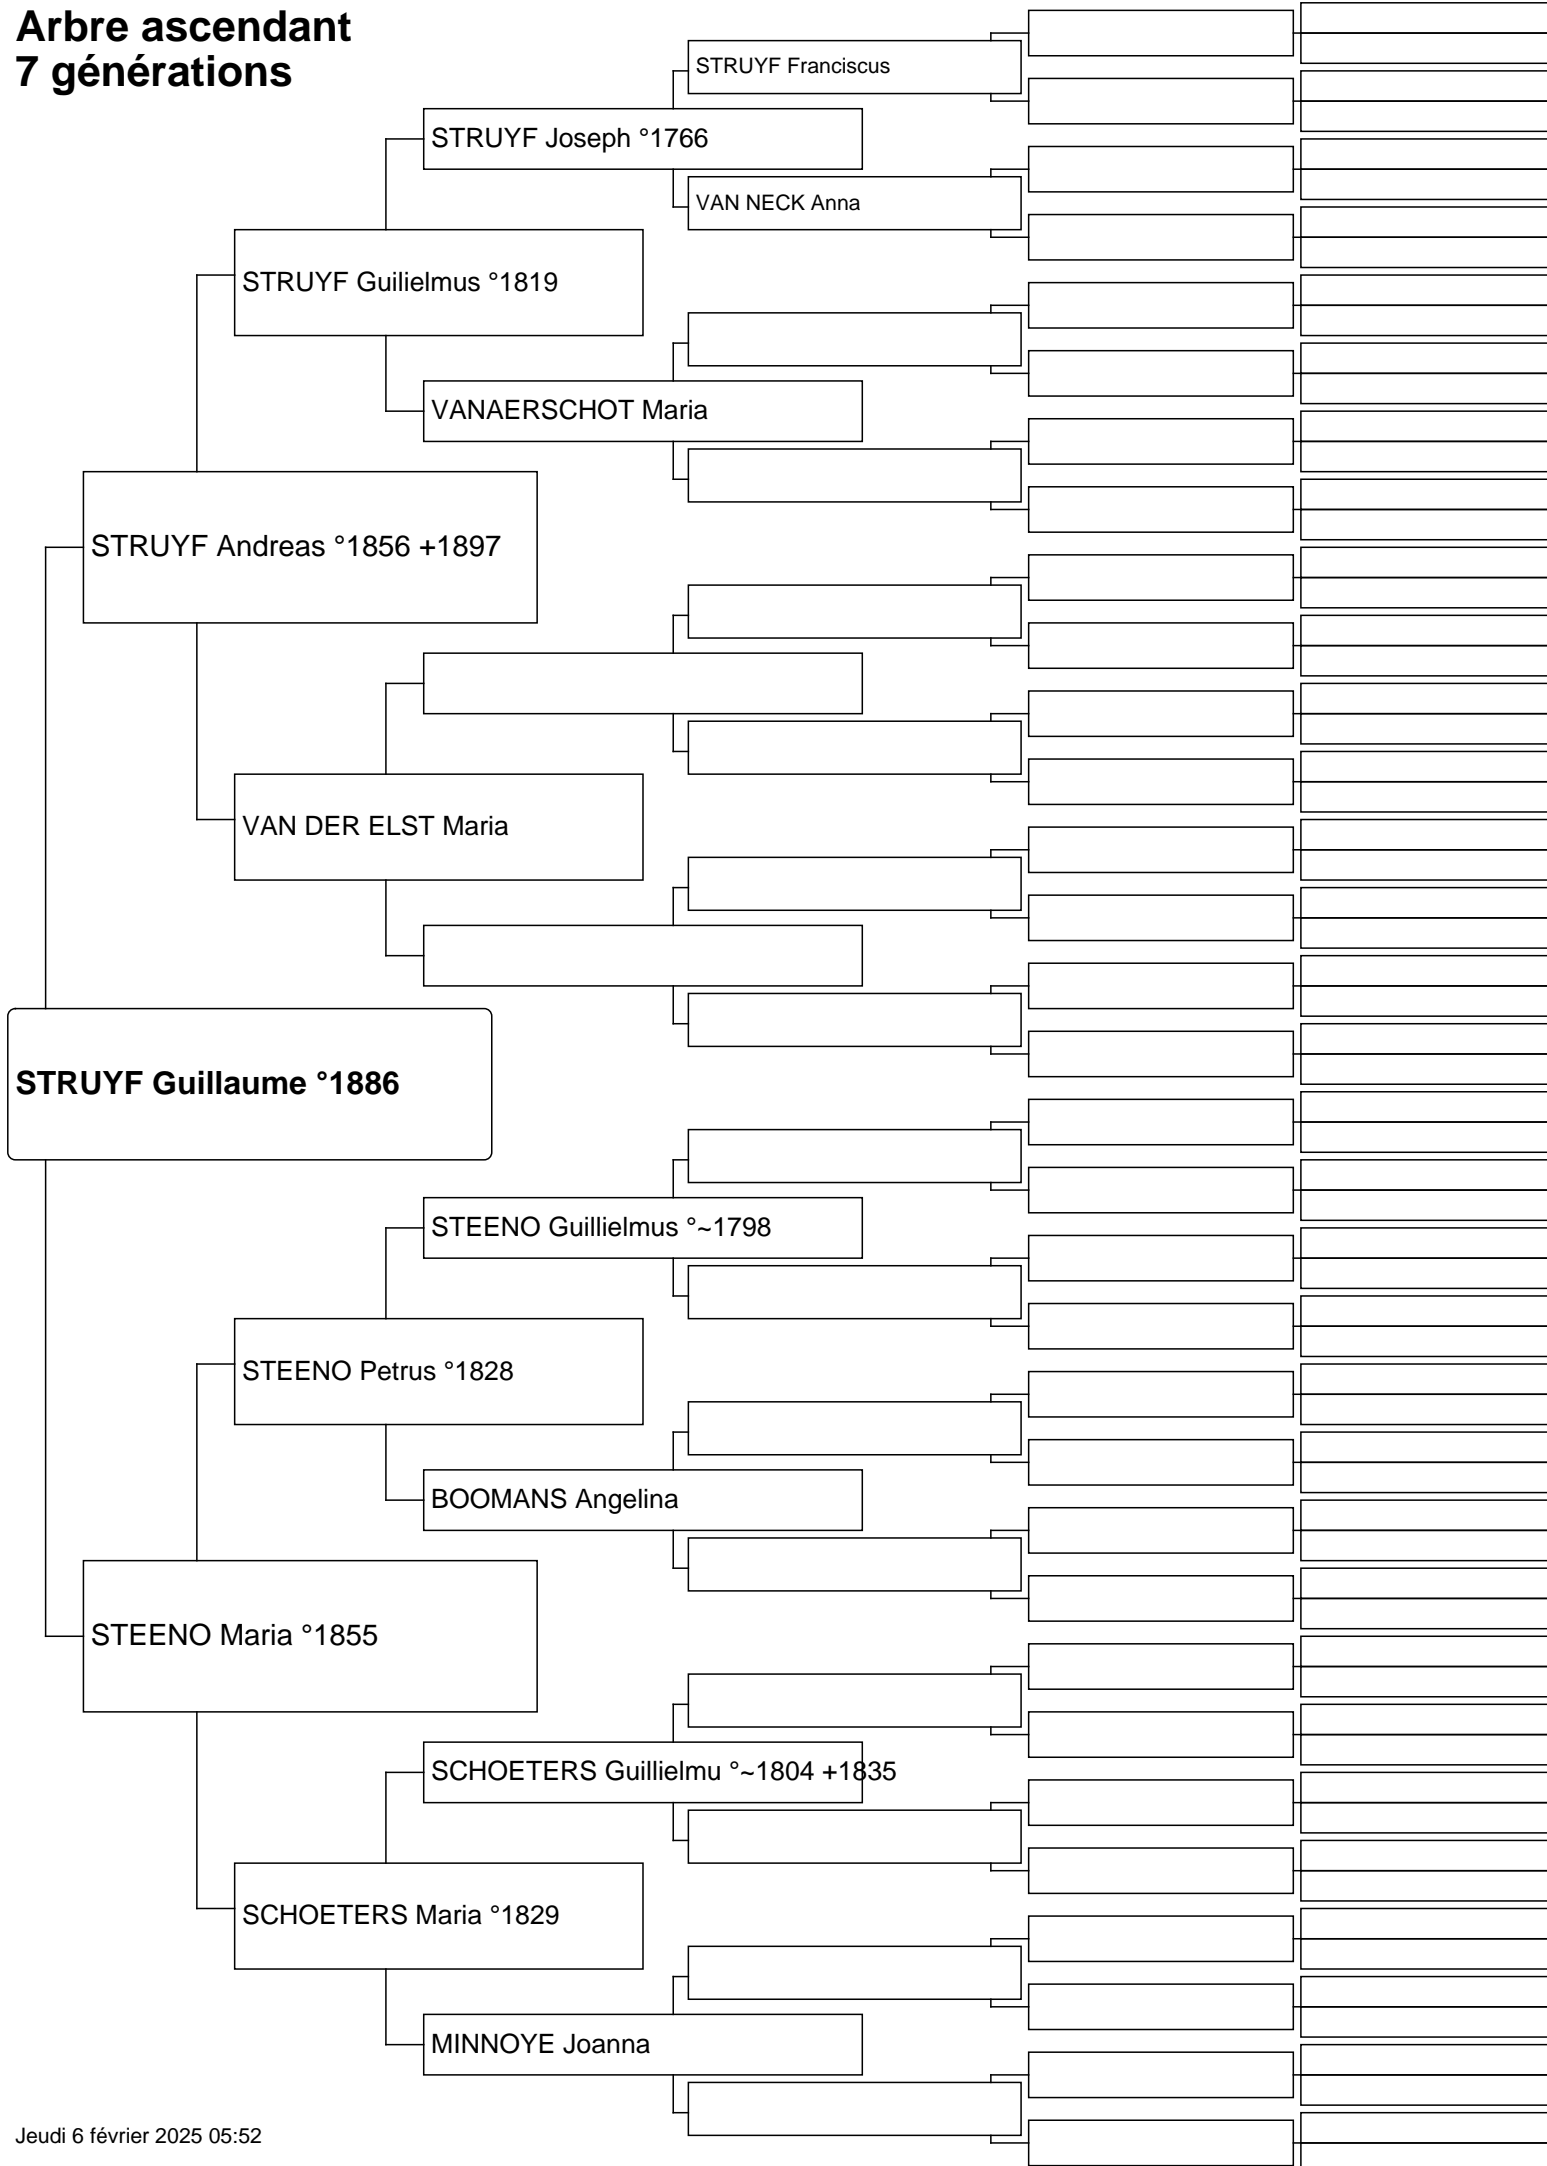 Arbre ascendant
7 générations
STRUYF Franciscus
STRUYF Joseph °1766
VAN NECK Anna
STRUYF Guilielmus °1819
VANAERSCHOT Maria
STRUYF Andreas °1856 +1897
VAN DER ELST Maria
STRUYF Guillaume °1886
STEENO Guillielmus °~1798
STEENO Petrus °1828
BOOMANS Angelina
STEENO Maria °1855
SCHOETERS Guillielmu °~1804 +1835
SCHOETERS Maria °1829
MINNOYE Joanna
Jeudi 6 février 2025 05:52